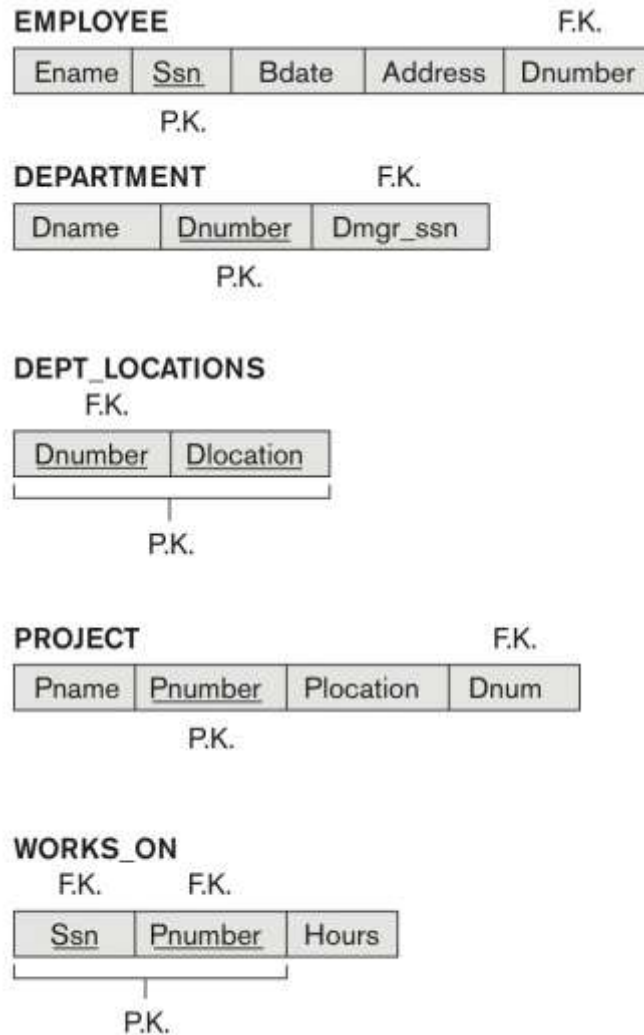 EMPLOYEE F.K.
Ename Ssn Bdate Address Dnumber
P.K.
DEPARTMENT F.K.
Dname Dnumber Dmgr_ssn
P.K.
DEPT_LOCATIONS
F.K.
Dnumber Dlocation
P.K.
PROJECT F.K.
Pname Pnumber Plocation Dnum
P.K.
WORKS_ON
F.K. F.K.
Ssn Pnumber Hours
P.K.